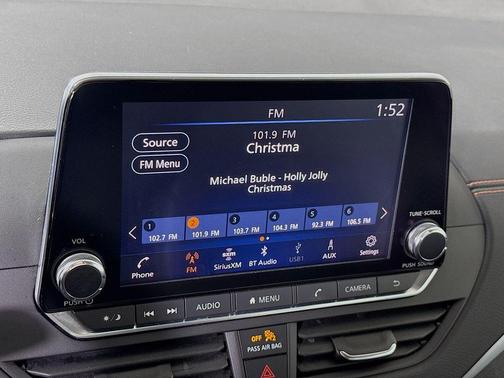 FM
1:52
Source
101.9 FM
Christma
FM Menu
Michael Buble - Holly Jolly
Christmas
1 2 3 4 5 6
102.7 FM 101.9 FM 103.7 FM 104.3 FM 92.3 FM 106.5 FM
VOL
TUNE·SCROLL
Phone FM SXM SiriusXM BT Audio USB1 AUX Settings
PUSH
PUSH SOUND
AUDIO MENU CAMERA
OFF 2
PASS AIR BAG